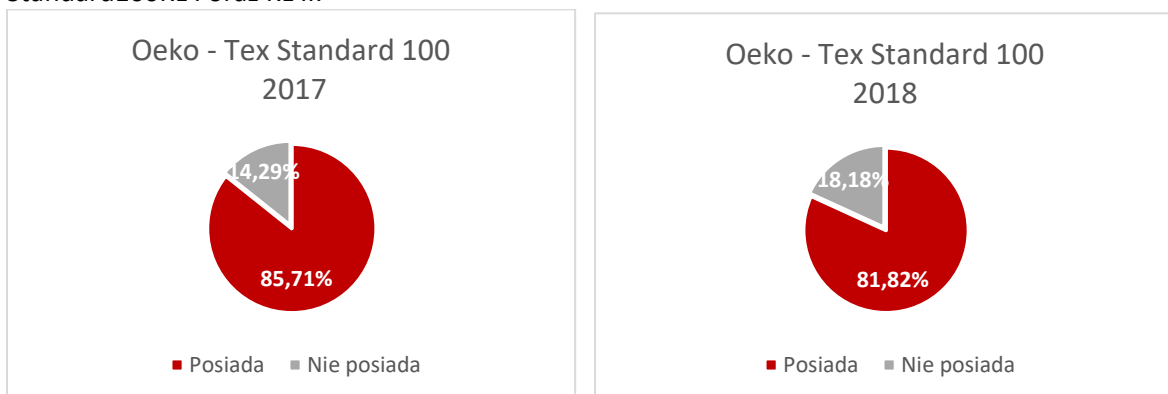 Oeko - Tex Standard 100
2017
14,29%
85,71%
Posiada Nie posiada
Oeko - Tex Standard 100
2018
18,18%
81,82%
Posiada Nie posiada